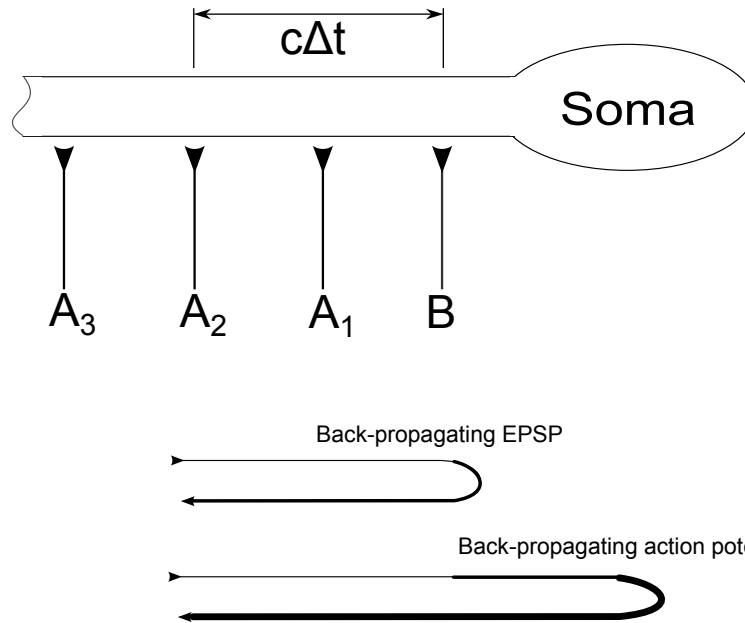 cΔt
Soma
A₃ A₂ A₁ B
Back-propagating EPSP
Back-propagating action pote